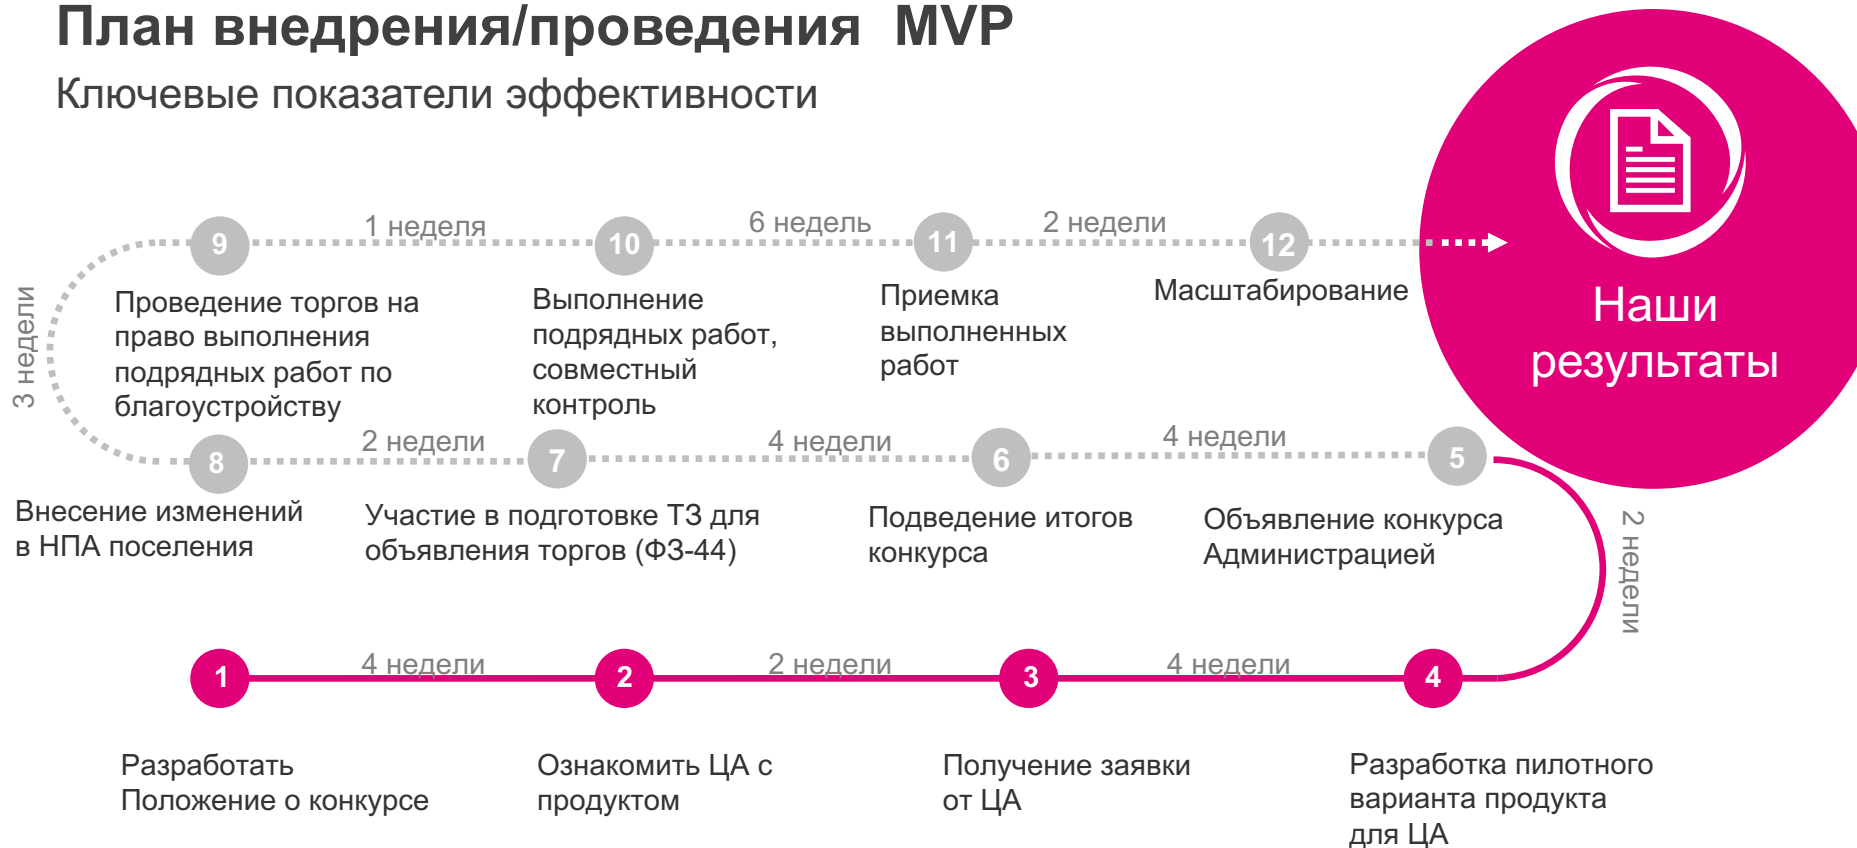 План внедрения/проведения MVP
Ключевые показатели эффективности
9
1 неделя
10
6 недель
11
2 недели
12
Проведение торгов на
право выполнения
подрядных работ по
благоустройству
Выполнение
подрядных работ,
совместный
контроль
Приемка
выполненных
работ
Масштабирование
Наши
результаты
3 недели
8
2 недели
7
4 недели
6
4 недели
5
Внесение изменений
в НПА поселения
Участие в подготовке ТЗ для
объявления торгов (ФЗ-44)
Подведение итогов
конкурса
Объявление конкурса
Администрацией
2 недели
1
4 недели
2
2 недели
3
4 недели
4
Разработать
Положение о конкурсе
Ознакомить ЦА с
продуктом
Получение заявки
от ЦА
Разработка пилотного
варианта продукта
для ЦА